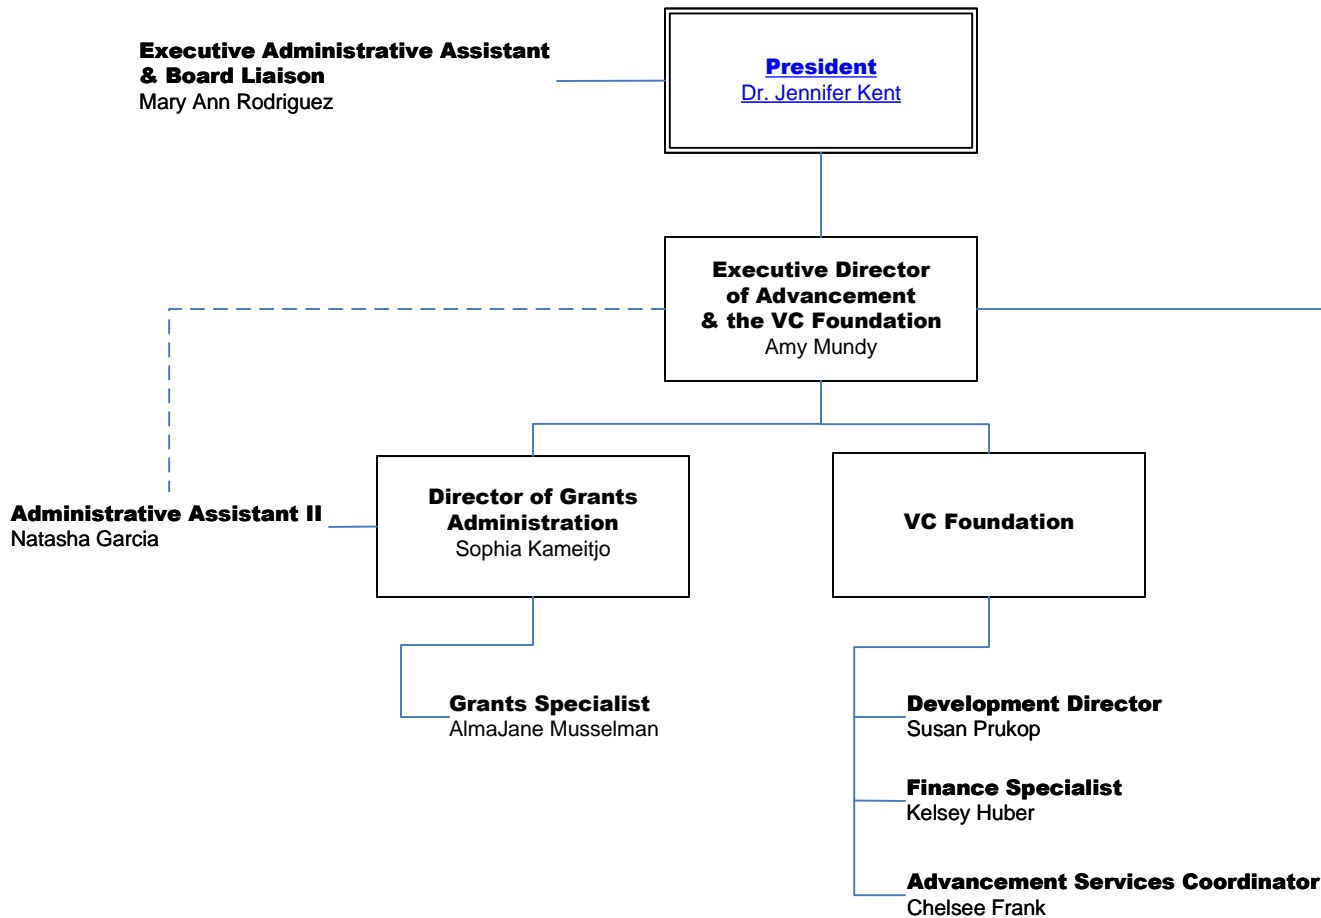 Executive Administrative Assistant
& Board Liaison
Mary Ann Rodriguez
President
Dr. Jennifer Kent
Executive Director
of Advancement
& the VC Foundation
Amy Mundy
Administrative Assistant II
Natasha Garcia
Director of Grants
Administration
Sophia Kameitjo
VC Foundation
Grants Specialist
AlmaJane Musselman
Development Director
Susan Prukop
Finance Specialist
Kelsey Huber
Advancement Services Coordinator
Chelsee Frank